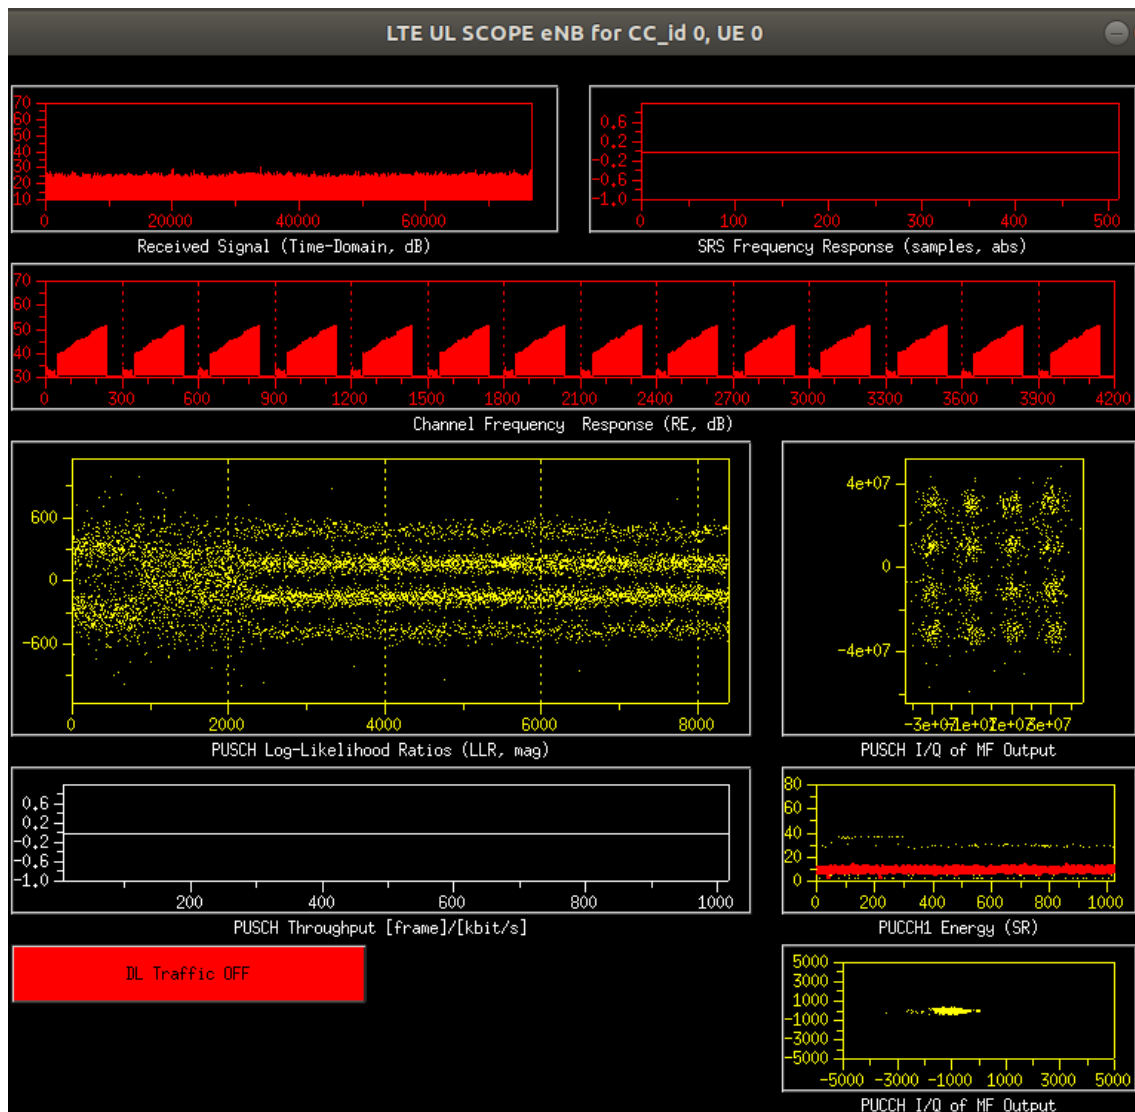 LTE UL SCOPE eNB for CC_id 0, UE 0
70
60
50
40
30
20
10
0 20000 40000 60000
Received Signal (Time-Domain, dB)
0.6
0.2
-0.2
-0.6
-1.0
0 100 200 300 400 500
SRS Frequency Response (samples, abs)
70
60
50
40
30
0 300 600 900 1200 1500 1800 2100 2400 2700 3000 3300 3600 3900 4200
Channel Frequency  Response (RE, dB)
600
0
-600
0 2000 4000 6000 8000
PUSCH Log-Likelihood Ratios (LLR, mag)
4e+07
0
-4e+07
PUSCH I/Q of MF Output
0.6
0.2
-0.2
-0.6
-1.0
200 400 600 800 1000
PUSCH Throughput [frame]/[kbit/s]
80
60
40
20
0
0 200 400 600 800 1000
PUCCH1 Energy (SR)
DL Traffic OFF
5000
3000
1000
-1000
-3000
-5000
-5000 -3000 -1000 1000 3000 5000
PUCCH I/Q of MF Output